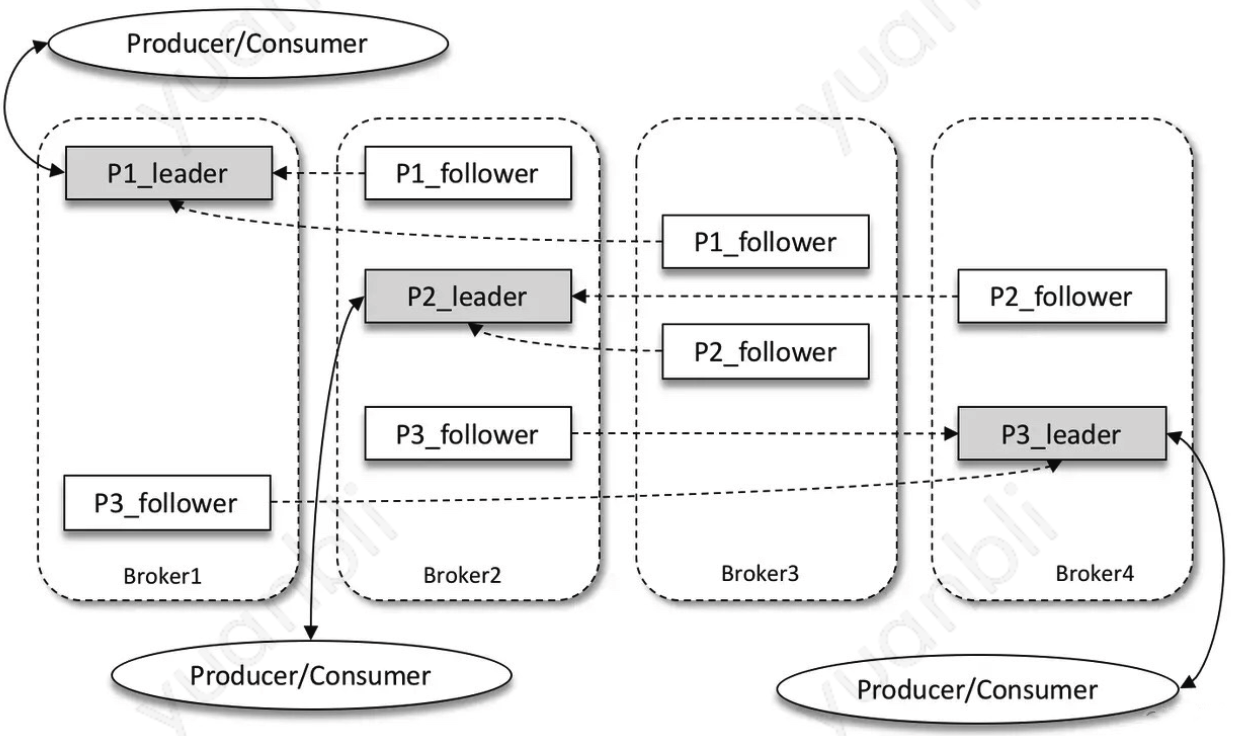 Producer/Consumer
P1_leader
P1_follower
P1_follower
P2_leader
P2_follower
P2_follower
P3_follower
P3_leader
P3_follower
Broker1
Broker2
Broker3
Broker4
Producer/Consumer
Producer/Consumer
yuanbli
yuanbli